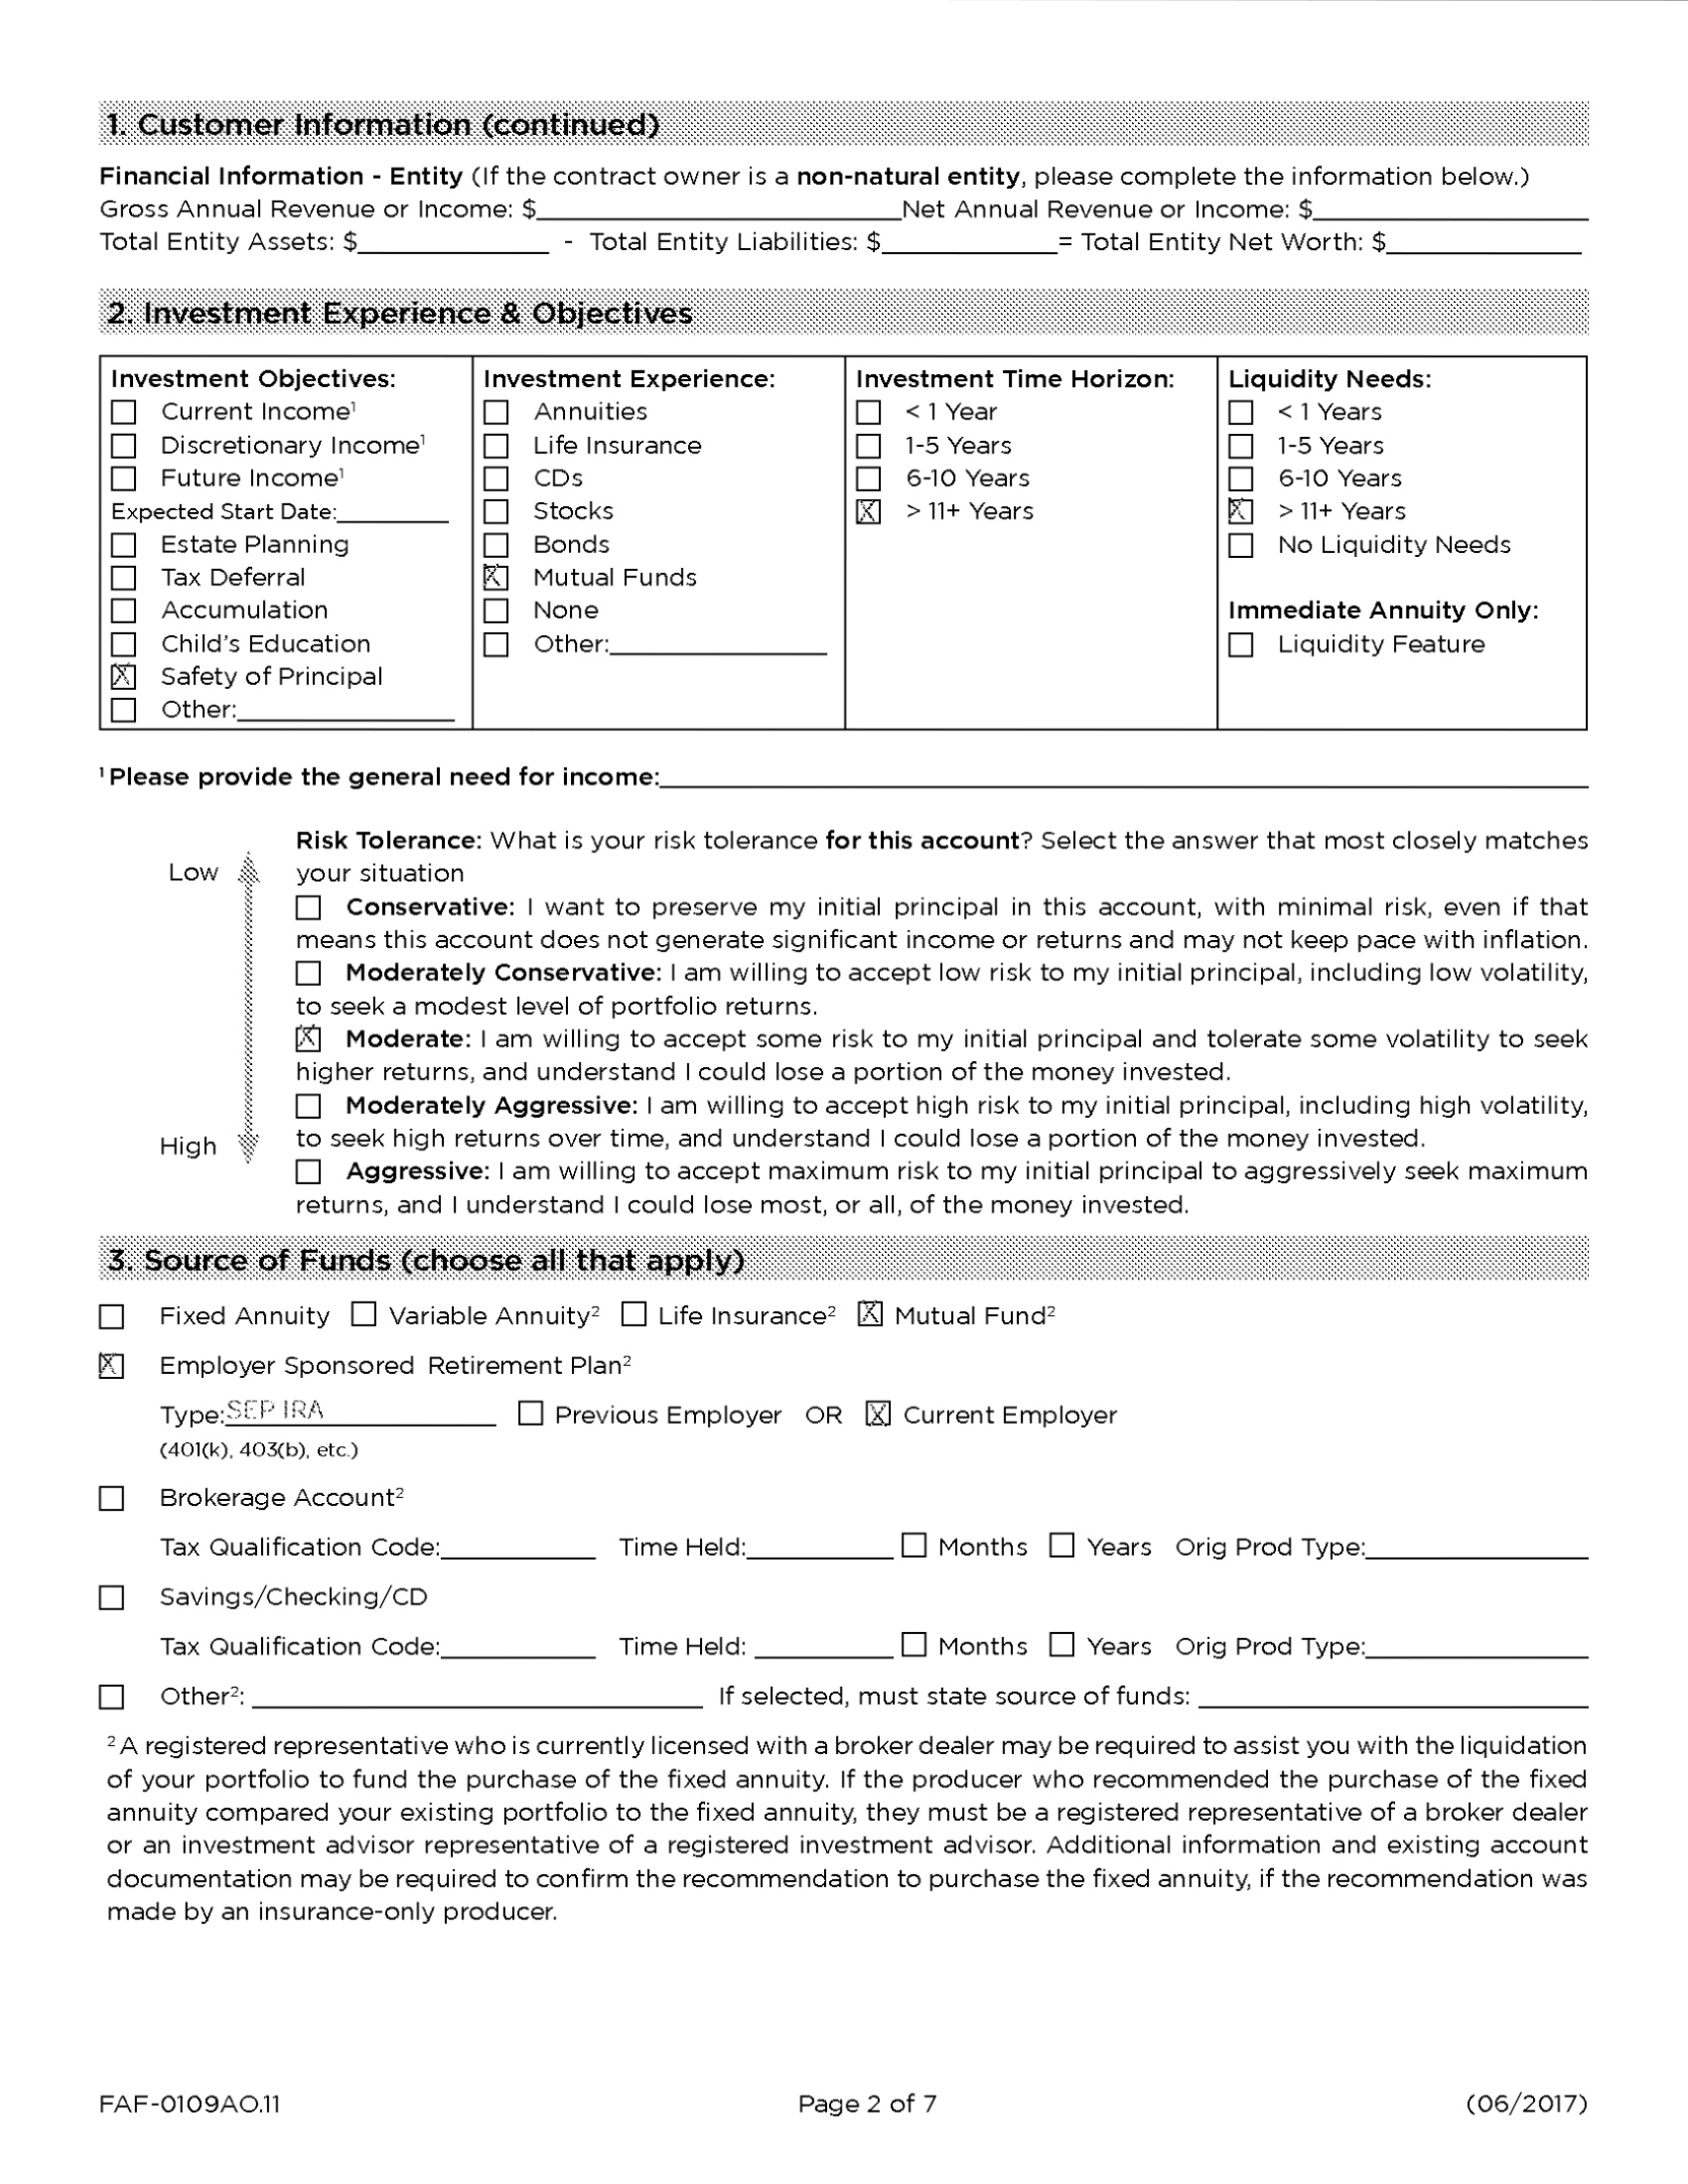 1. Customer Information (continued)
Financial Information - Entity (If the contract owner is a non-natural entity, please complete the information below.)
Gross Annual Revenue or Income: $ Net Annual Revenue or Income: $
Total Entity Assets: $ - Total Entity Liabilities: $ = Total Entity Net Worth: $
2. Investment Experience & Objectives
Investment Objectives:
☐ Current Income¹
☐ Discretionary Income¹
☐ Future Income¹
Expected Start Date:
☐ Estate Planning
☐ Tax Deferral
☐ Accumulation
☐ Child's Education
☒ Safety of Principal
☐ Other:
Investment Experience:
☐ Annuities
☐ Life Insurance
☐ CDs
☐ Stocks
☐ Bonds
☒ Mutual Funds
☐ None
☐ Other:
Investment Time Horizon:
☐ < 1 Year
☐ 1-5 Years
☐ 6-10 Years
☒ > 11+ Years
Liquidity Needs:
☐ < 1 Years
☐ 1-5 Years
☐ 6-10 Years
☒ > 11+ Years
☐ No Liquidity Needs
Immediate Annuity Only:
☐ Liquidity Feature
¹ Please provide the general need for income:
Low
High
Risk Tolerance: What is your risk tolerance for this account? Select the answer that most closely matches
your situation
☐ Conservative: I want to preserve my initial principal in this account, with minimal risk, even if that
means this account does not generate significant income or returns and may not keep pace with inflation.
☐ Moderately Conservative: I am willing to accept low risk to my initial principal, including low volatility,
to seek a modest level of portfolio returns.
☒ Moderate: I am willing to accept some risk to my initial principal and tolerate some volatility to seek
higher returns, and understand I could lose a portion of the money invested.
☐ Moderately Aggressive: I am willing to accept high risk to my initial principal, including high volatility,
to seek high returns over time, and understand I could lose a portion of the money invested.
☐ Aggressive: I am willing to accept maximum risk to my initial principal to aggressively seek maximum
returns, and I understand I could lose most, or all, of the money invested.
3. Source of Funds (choose all that apply)
☐ Fixed Annuity ☐ Variable Annuity² ☐ Life Insurance² ☒ Mutual Fund²
☒ Employer Sponsored Retirement Plan²
Type: SEP IRA ☐ Previous Employer OR ☒ Current Employer
(401(k), 403(b), etc.)
☐ Brokerage Account²
Tax Qualification Code: Time Held: ☐ Months ☐ Years Orig Prod Type:
☐ Savings/Checking/CD
Tax Qualification Code: Time Held: ☐ Months ☐ Years Orig Prod Type:
☐ Other²: If selected, must state source of funds:
² A registered representative who is currently licensed with a broker dealer may be required to assist you with the liquidation
of your portfolio to fund the purchase of the fixed annuity. If the producer who recommended the purchase of the fixed
annuity compared your existing portfolio to the fixed annuity, they must be a registered representative of a broker dealer
or an investment advisor representative of a registered investment advisor. Additional information and existing account
documentation may be required to confirm the recommendation to purchase the fixed annuity, if the recommendation was
made by an insurance-only producer.
FAF-0109AO.11 Page 2 of 7 (06/2017)